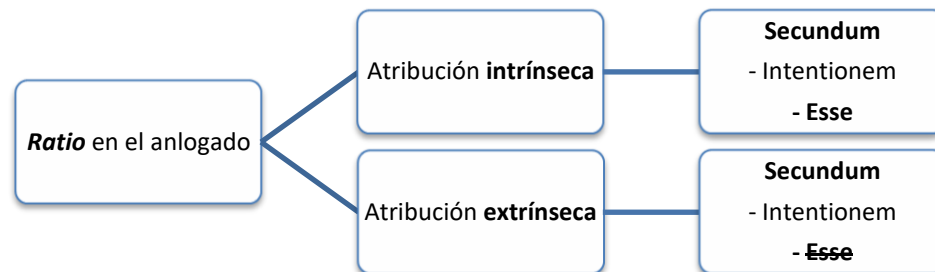 Ratio en el anlogado
Atribución intrínseca
Secundum
- Intentionem
- Esse
Atribución extrínseca
Secundum
- Intentionem
- Esse